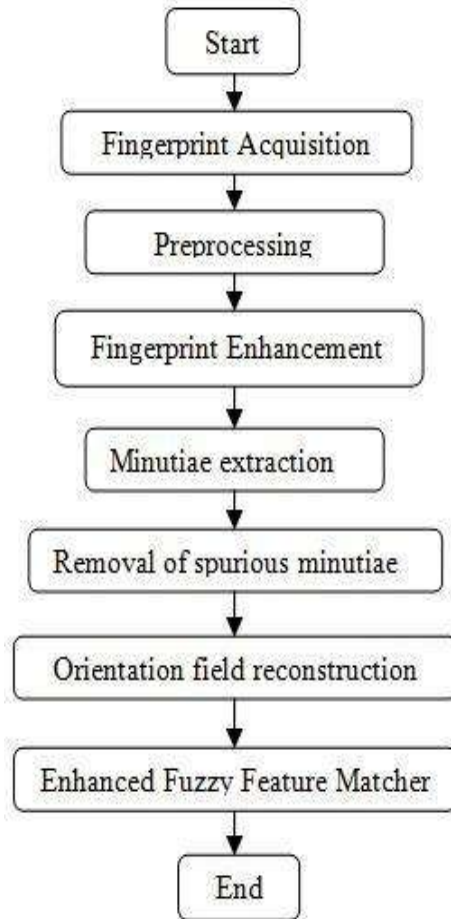 Start
Fingerprint Acquisition
Preprocessing
Fingerprint Enhancement
Minutiae extraction
Removal of spurious minutiae
Orientation field reconstruction
Enhanced Fuzzy Feature Matcher
End